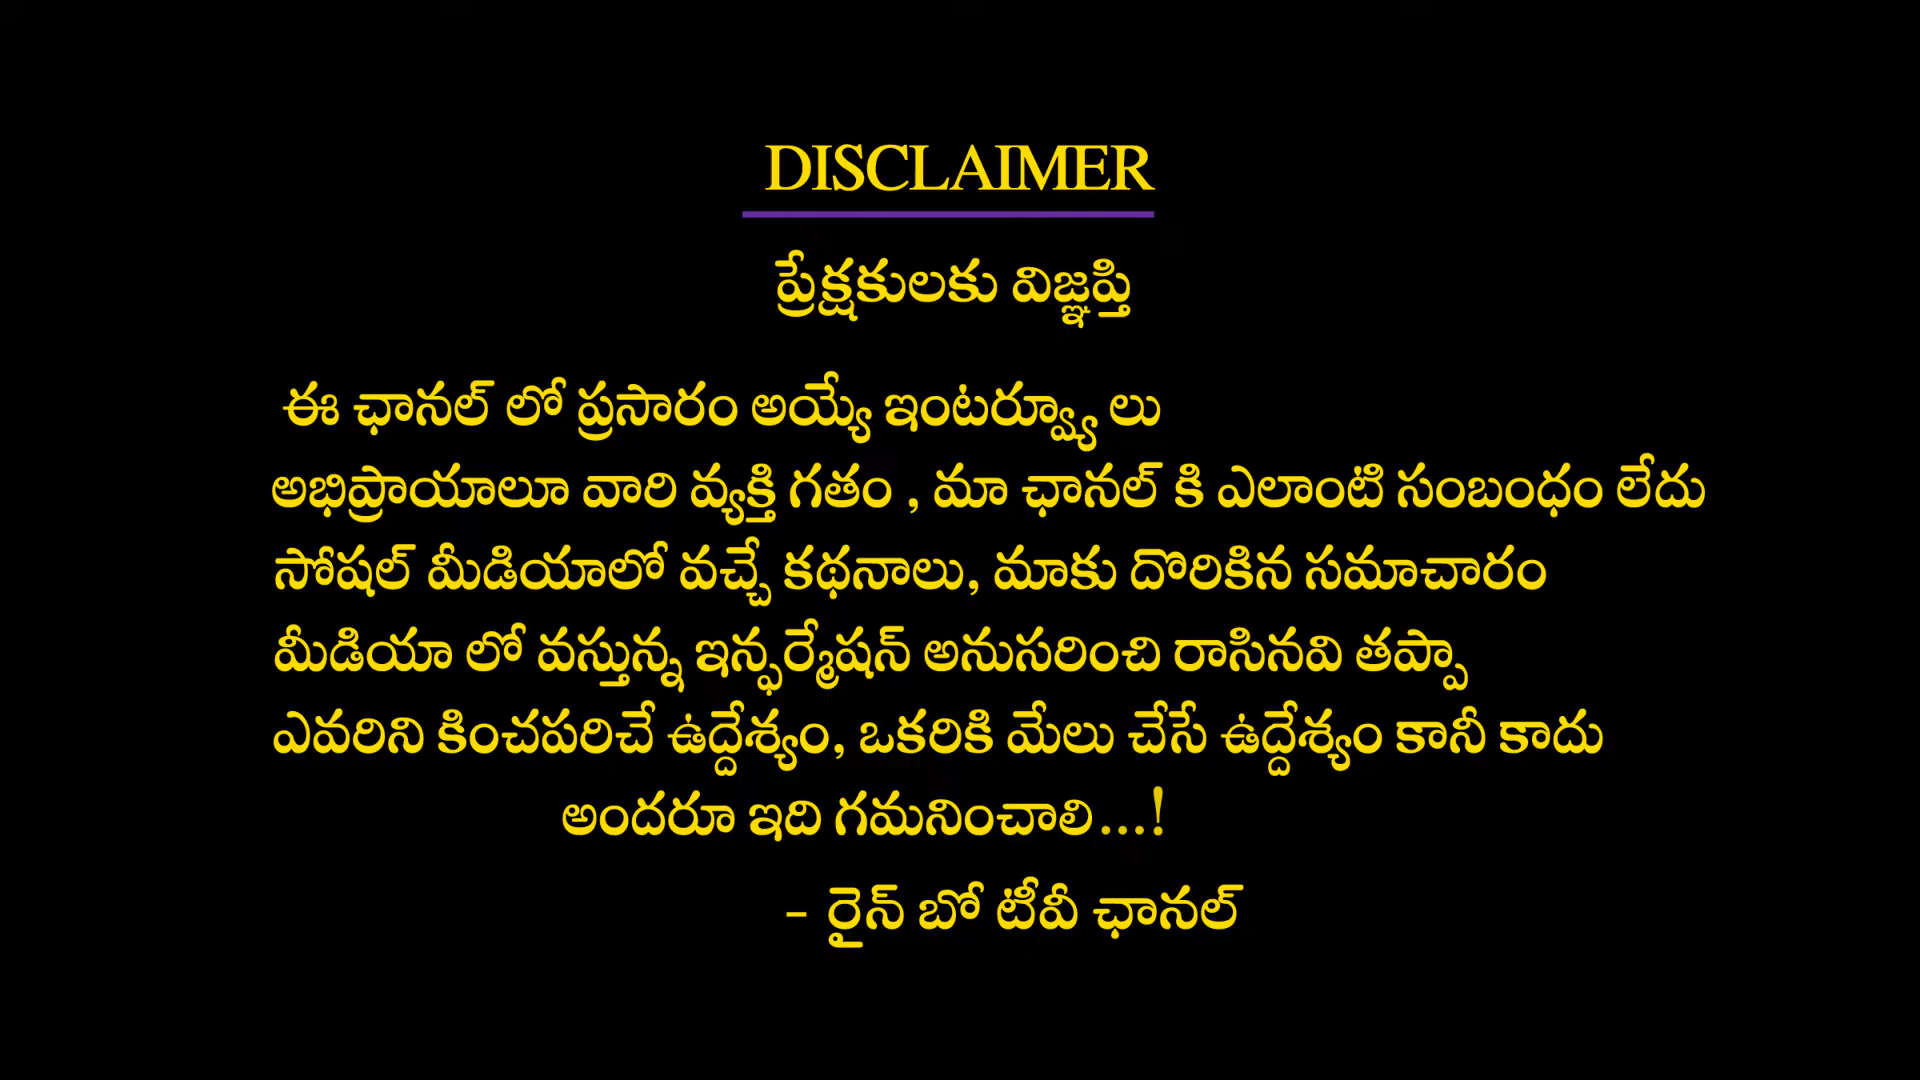 DISCLAIMER
ప్రేక్షకులకు విజ్ఞప్తి
ఈ ఛానల్ లో ప్రసారం అయ్యే ఇంటర్వ్యూ లు
అభిప్రాయాలూ వారి వ్యక్తి గతం , మా ఛానల్ కి ఎలాంటి సంబంధం లేదు
సోషల్ మీడియాలో వచ్చే కథనాలు, మాకు దొరికిన సమాచారం
మీడియా లో వస్తున్న ఇన్ఫర్మేషన్ అనుసరించి రాసినవి తప్పా
ఎవరిని కించపరిచే ఉద్దేశ్యం, ఒకరికి మేలు చేసే ఉద్దేశ్యం కానీ కాదు
అందరూ ఇది గమనించాలి...!
- రైన్ బో టీవీ ఛానల్